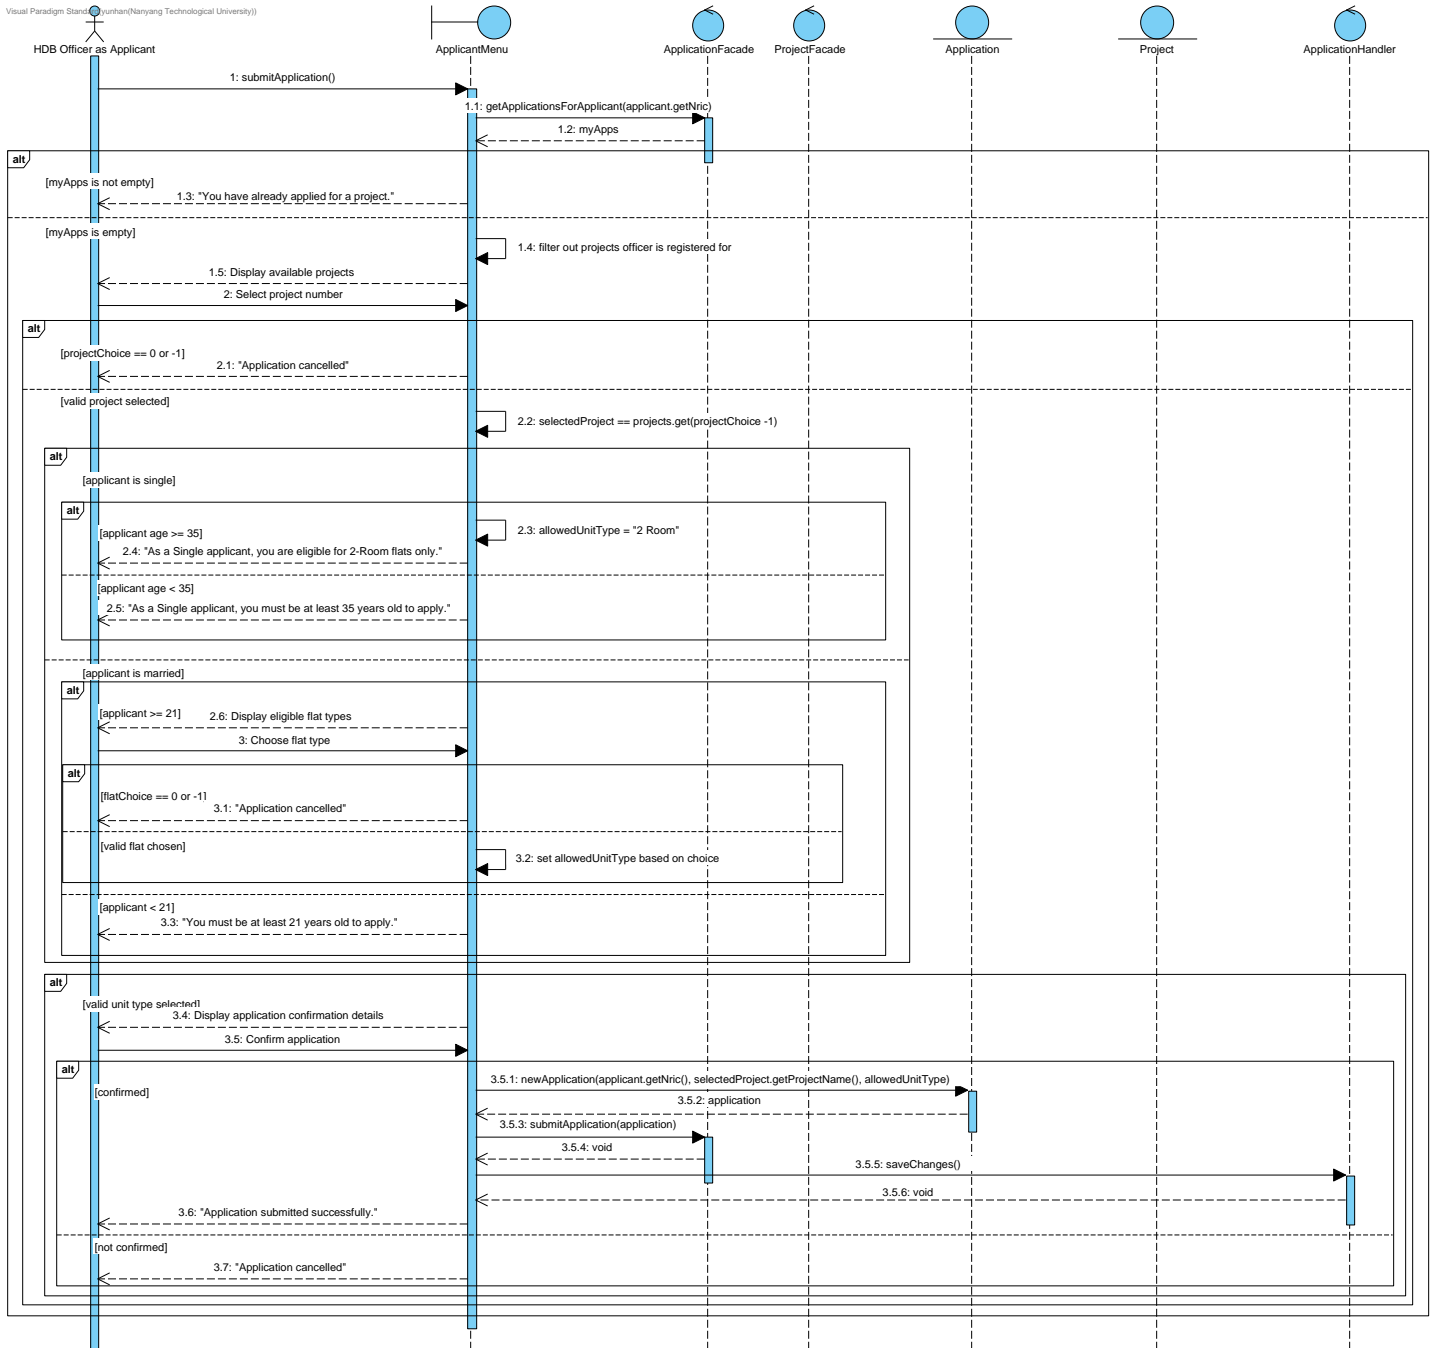 Visual Paradigm Standard(yunhan(Nanyang Technological University))
HDB Officer as Applicant
ApplicantMenu
ApplicationFacade
ProjectFacade
Application
Project
ApplicationHandler
1: submitApplication()
1.1: getApplicationsForApplicant(applicant.getNric)
1.2: myApps
alt
[myApps is not empty]
1.3: "You have already applied for a project."
[myApps is empty]
1.4: filter out projects officer is registered for
1.5: Display available projects
2: Select project number
alt
[projectChoice == 0 or -1]
2.1: "Application cancelled"
[valid project selected]
2.2: selectedProject == projects.get(projectChoice -1)
alt
[applicant is single]
alt
[applicant age >= 35]
2.3: allowedUnitType = "2 Room"
2.4: "As a Single applicant, you are eligible for 2-Room flats only."
[applicant age < 35]
2.5: "As a Single applicant, you must be at least 35 years old to apply."
[applicant is married]
alt
[applicant >= 21]
2.6: Display eligible flat types
3: Choose flat type
alt
[flatChoice == 0 or -1]
3.1: "Application cancelled"
[valid flat chosen]
3.2: set allowedUnitType based on choice
[applicant < 21]
3.3: "You must be at least 21 years old to apply."
alt
[valid unit type selected]
3.4: Display application confirmation details
3.5: Confirm application
alt
[confirmed]
3.5.1: newApplication(applicant.getNric(), selectedProject.getProjectName(), allowedUnitType)
3.5.2: application
3.5.3: submitApplication(application)
3.5.4: void
3.5.5: saveChanges()
3.5.6: void
3.6: "Application submitted successfully."
[not confirmed]
3.7: "Application cancelled"